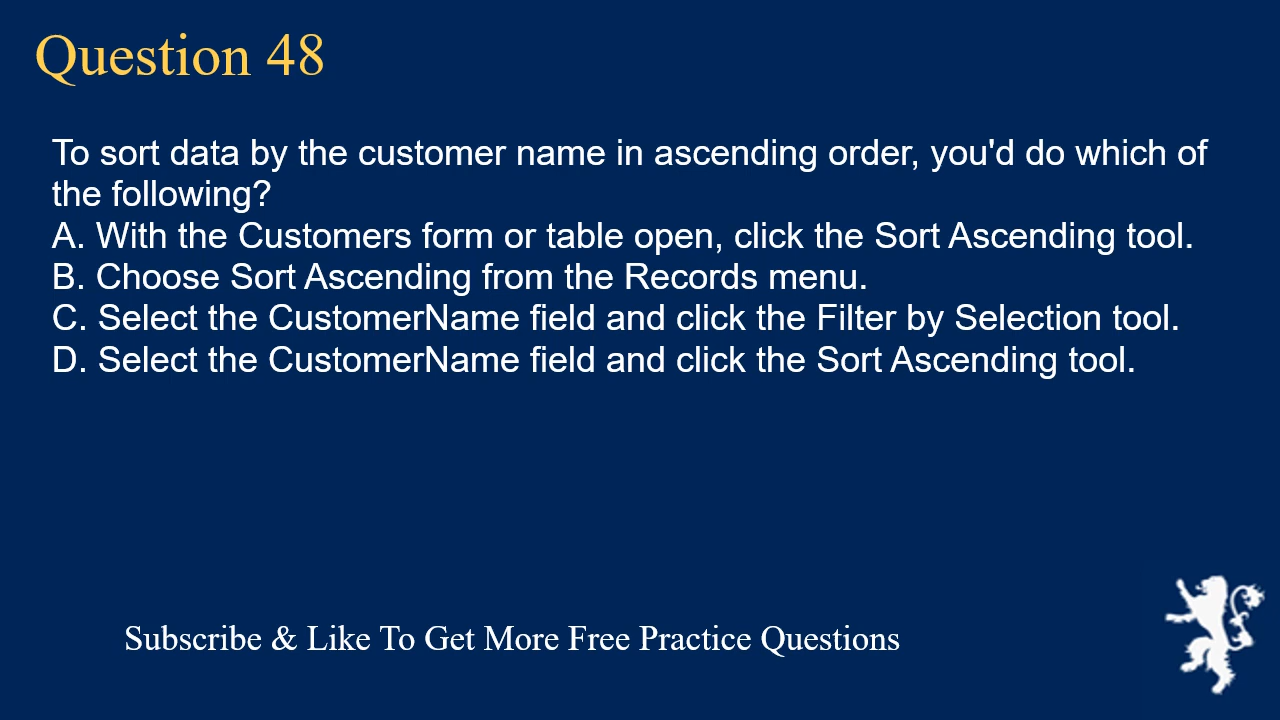 Question 48
To sort data by the customer name in ascending order, you'd do which of
the following?
A. With the Customers form or table open, click the Sort Ascending tool.
B. Choose Sort Ascending from the Records menu.
C. Select the CustomerName field and click the Filter by Selection tool.
D. Select the CustomerName field and click the Sort Ascending tool.
Subscribe & Like To Get More Free Practice Questions